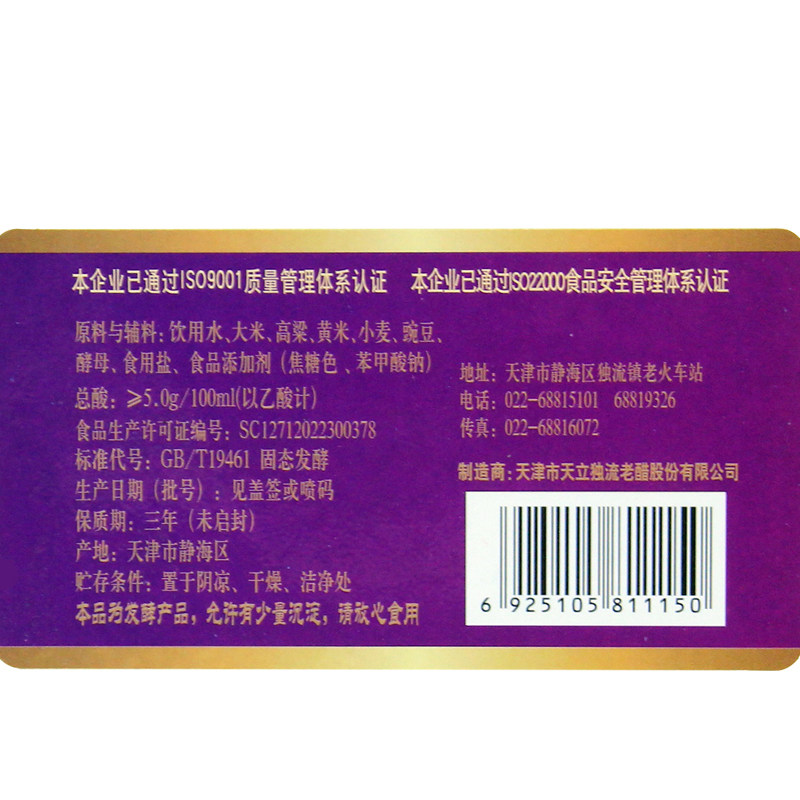 本企业已通过ISO9001质量管理体系认证 本企业已通过ISO22000食品安全管理体系认证
原料与辅料:饮用水、大米、高粱、黄米、小麦、豌豆、
酵母、食用盐、食品添加剂(焦糖色、苯甲酸钠)
总酸:≥5.0g/100ml(以乙酸计)
食品生产许可证编号:SC12712022300378
标准代号:GB/T19461 固态发酵
生产日期(批号):见盖签或喷码
保质期:三年(未启封)
产地:天津市静海区
贮存条件:置于阴凉、干燥、洁净处
本品为发酵产品,允许有少量沉淀,请放心食用
地址:天津市静海区独流镇老火车站
电话:022-68815101 68819326
传真:022-68816072
制造商:天津市天立独流老醋股份有限公司
6 925105 811150